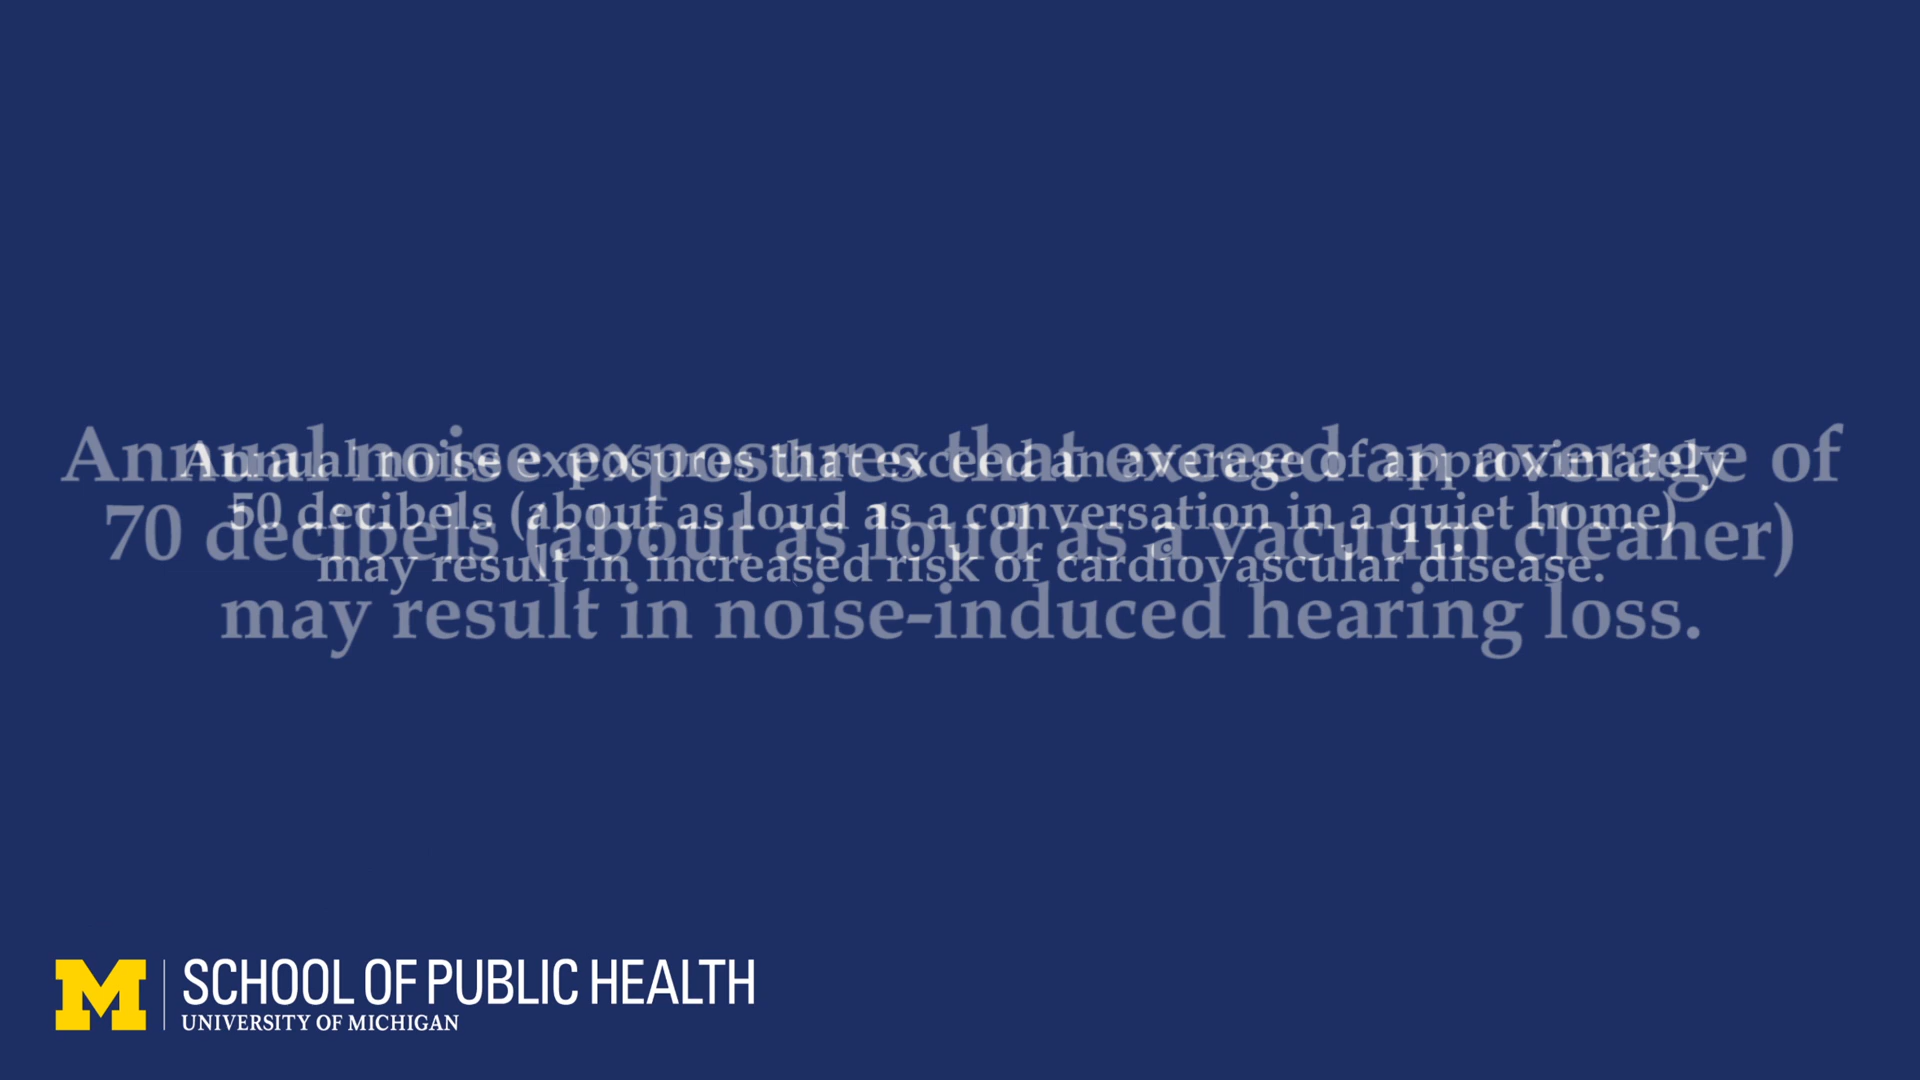 Annual noise exposures that exceed an average of
70 decibels (about as loud as a vacuum cleaner)
may result in noise-induced hearing loss.
Annual noise exposures that exceed an average of approximately
50 decibels (about as loud as a conversation in a quiet home)
may result in increased risk of cardiovascular disease.
M
SCHOOL OF PUBLIC HEALTH
UNIVERSITY OF MICHIGAN